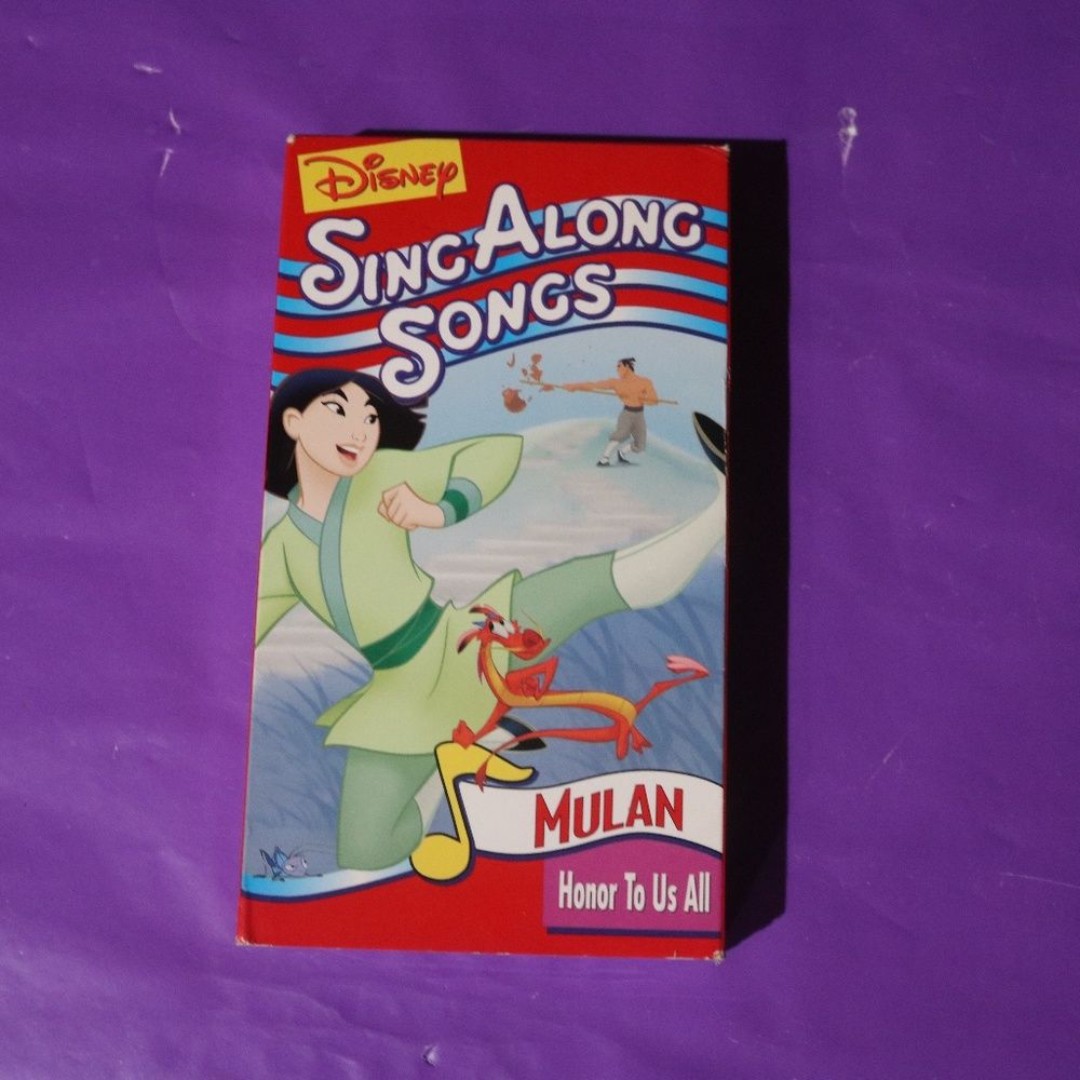 Disney
Sing Along
Songs
Mulan
Honor To Us All